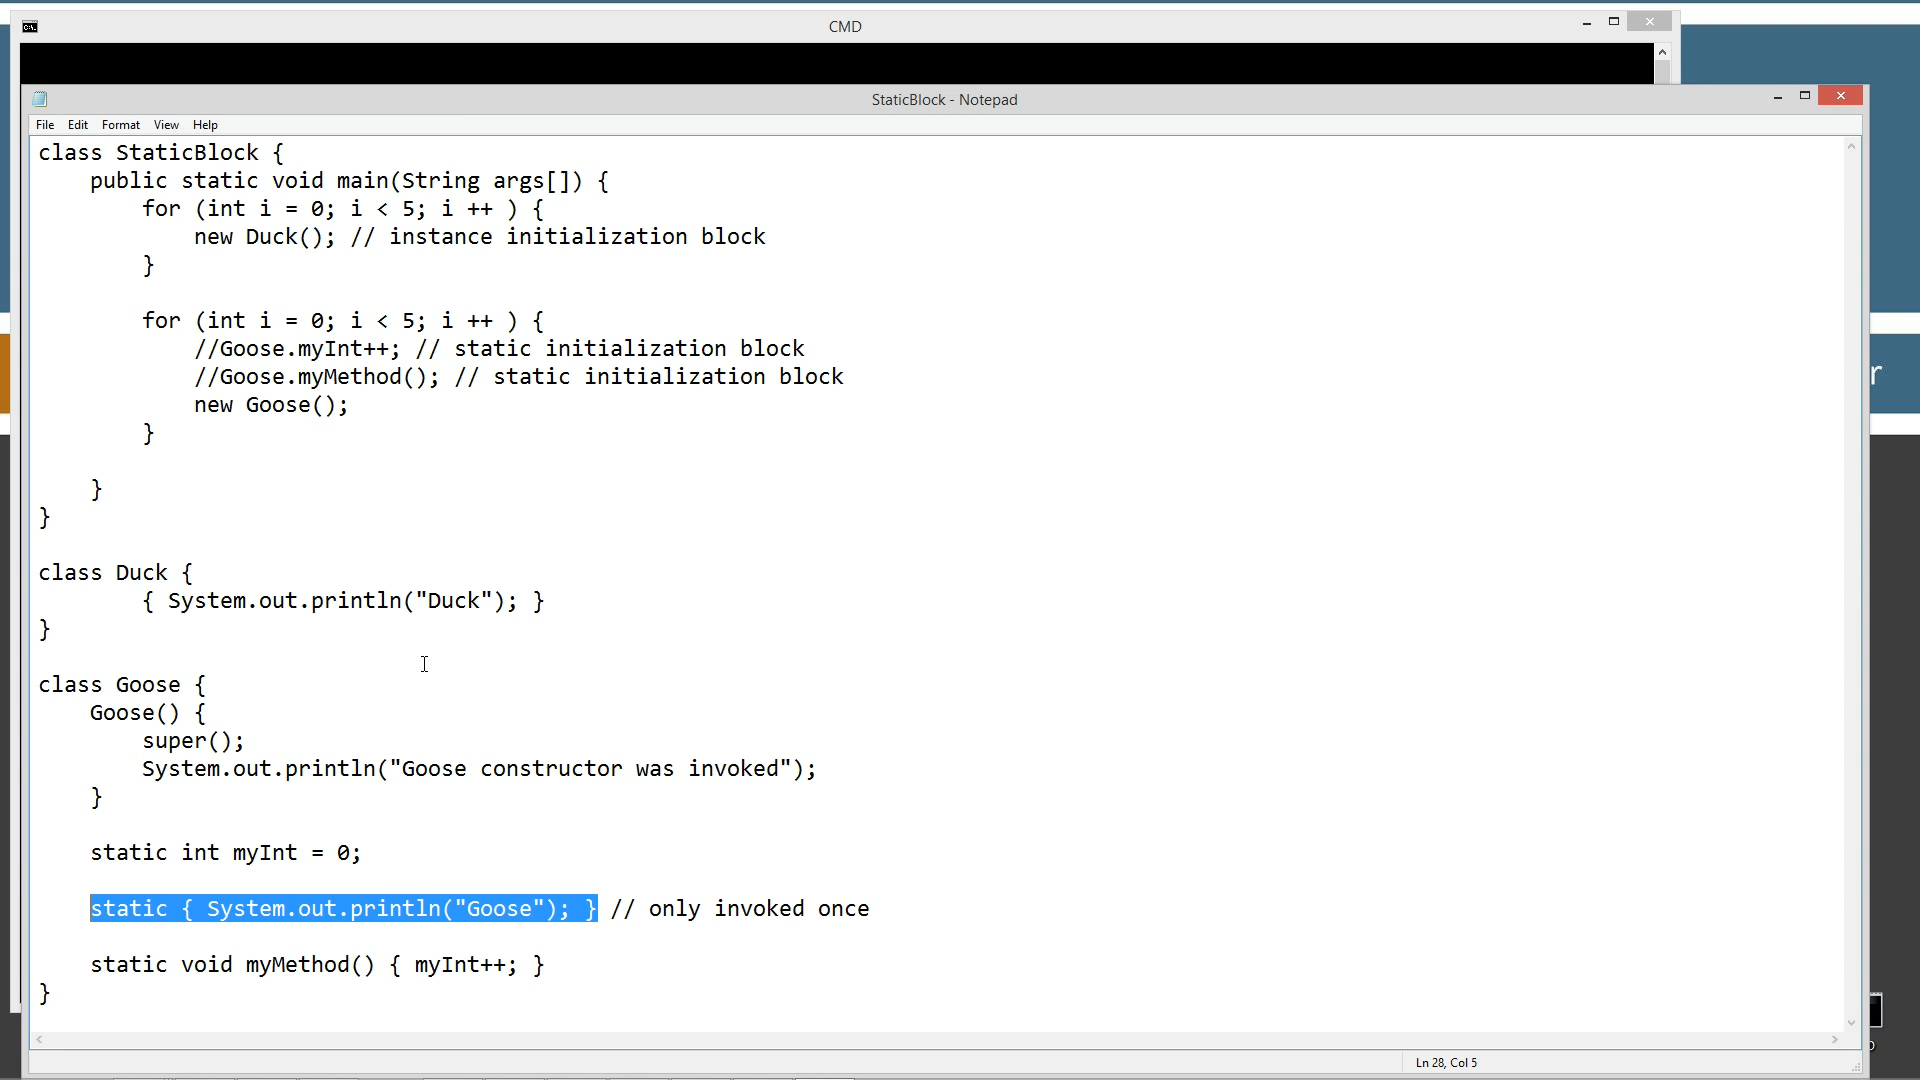 CMD
StaticBlock - Notepad
File Edit Format View Help
class StaticBlock {
    public static void main(String args[]) {
        for (int i = 0; i < 5; i ++ ) {
            new Duck(); // instance initialization block
        }

        for (int i = 0; i < 5; i ++ ) {
            //Goose.myInt++; // static initialization block
            //Goose.myMethod(); // static initialization block
            new Goose();
        }

    }
}

class Duck {
        { System.out.println("Duck"); }
}

class Goose {
    Goose() {
        super();
        System.out.println("Goose constructor was invoked");
    }

    static int myInt = 0;

    static { System.out.println("Goose"); } // only invoked once

    static void myMethod() { myInt++; }
}
Ln 28, Col 5